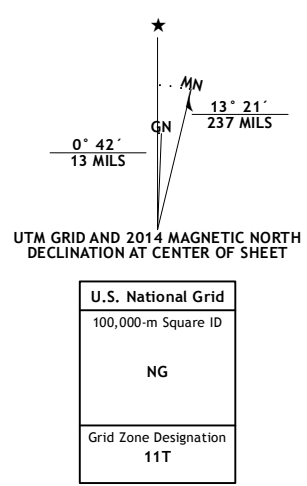 ★
MN
GN
13° 21´
237 MILS
0° 42´
13 MILS
UTM GRID AND 2014 MAGNETIC NORTH
DECLINATION AT CENTER OF SHEET
U.S. National Grid
100,000-m Square ID
NG
Grid Zone Designation
11T